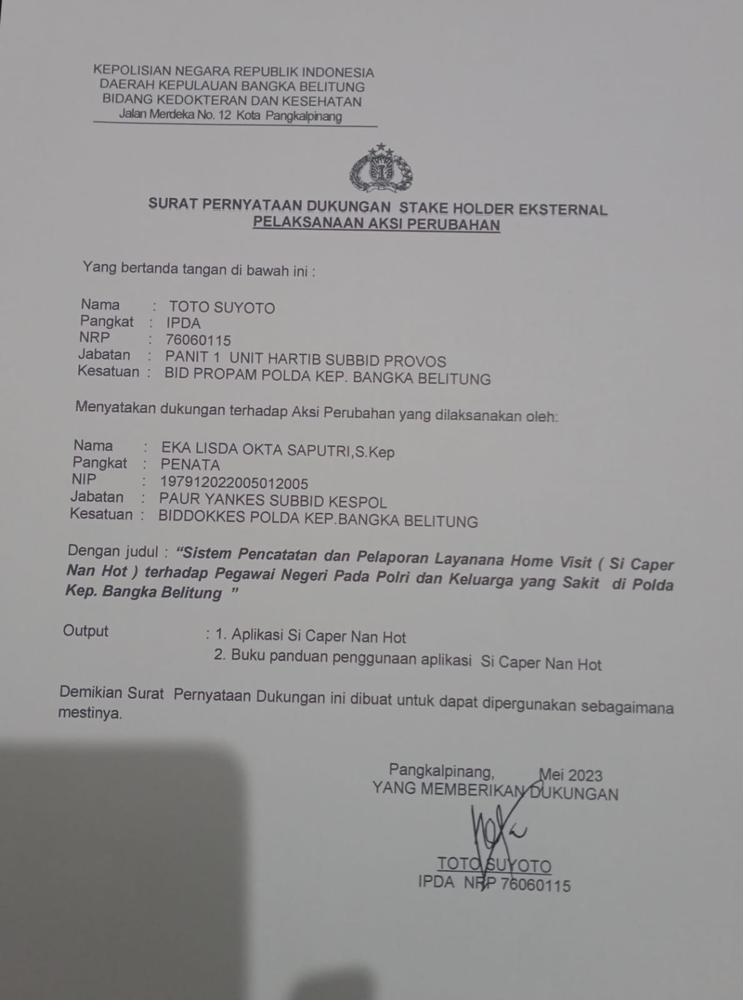 KEPOLISIAN NEGARA REPUBLIK INDONESIA
DAERAH KEPULAUAN BANGKA BELITUNG
BIDANG KEDOKTERAN DAN KESEHATAN
Jalan Merdeka No. 12 Kota Pangkalpinang
SURAT PERNYATAAN DUKUNGAN STAKE HOLDER EKSTERNAL
PELAKSANAAN AKSI PERUBAHAN
Yang bertanda tangan di bawah ini :
Nama : TOTO SUYOTO
Pangkat : IPDA
NRP : 76060115
Jabatan : PANIT 1 UNIT HARTIB SUBBID PROVOS
Kesatuan : BID PROPAM POLDA KEP. BANGKA BELITUNG
Menyatakan dukungan terhadap Aksi Perubahan yang dilaksanakan oleh:
Nama : EKA LISDA OKTA SAPUTRI,S.Kep
Pangkat : PENATA
NIP : 197912022005012005
Jabatan : PAUR YANKES SUBBID KESPOL
Kesatuan : BIDDOKKES POLDA KEP.BANGKA BELITUNG
Dengan judul : “Sistem Pencatatan dan Pelaporan Layanana Home Visit ( Si Caper
Nan Hot ) terhadap Pegawai Negeri Pada Polri dan Keluarga yang Sakit di Polda
Kep. Bangka Belitung ”
Output : 1. Aplikasi Si Caper Nan Hot
2. Buku panduan penggunaan aplikasi Si Caper Nan Hot
Demikian Surat Pernyataan Dukungan ini dibuat untuk dapat dipergunakan sebagaimana
mestinya.
Pangkalpinang, Mei 2023
YANG MEMBERIKAN DUKUNGAN
TOTO SUYOTO
IPDA NRP 76060115